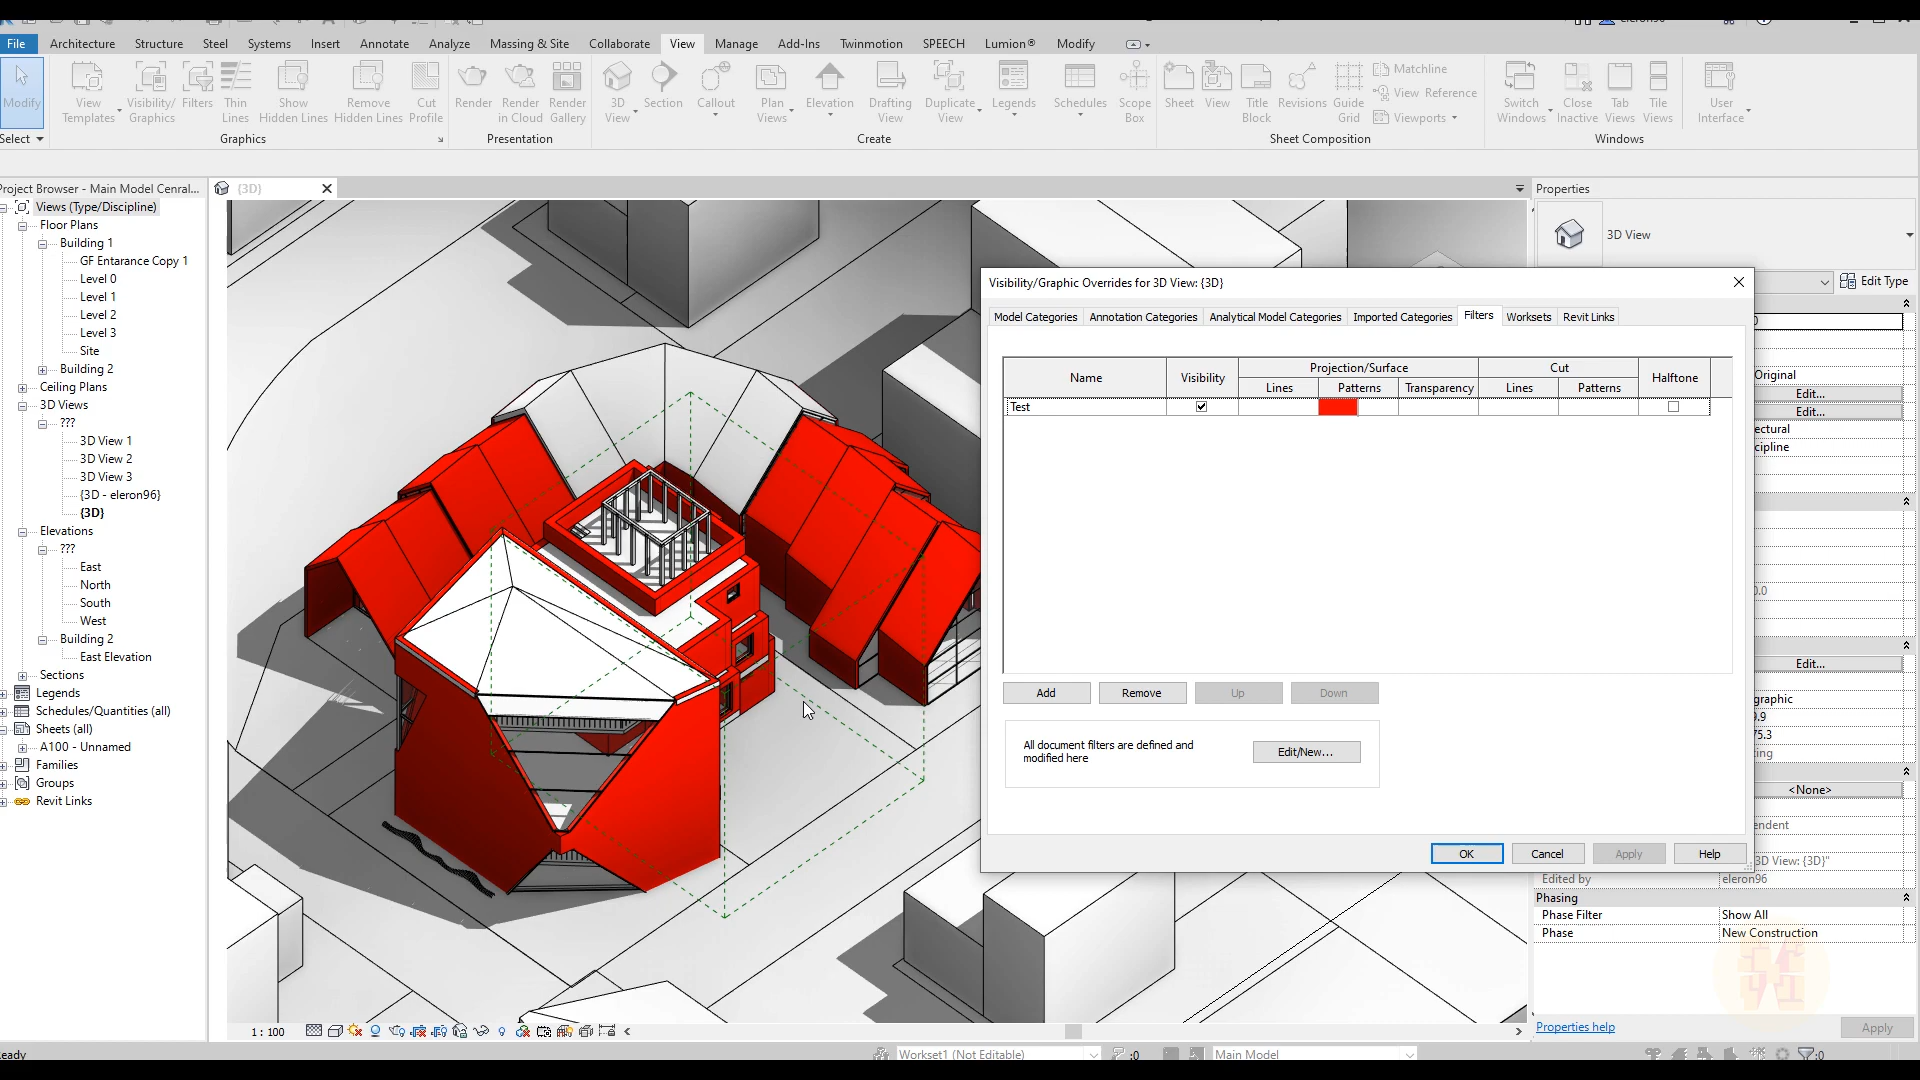 File Architecture Structure Steel Systems Insert Annotate Analyze Massing & Site Collaborate View Manage Add-Ins Twinmotion SPEECH Lumion® Modify
Modify
View Templates
Visibility/ Graphics
Filters
Thin Lines
Show Hidden Lines
Remove Hidden Lines
Cut Profile
Render
Render in Cloud
Render Gallery
3D View
Section
Callout
Plan Views
Elevation
Drafting View
Duplicate View
Legends
Schedules
Scope Box
Sheet
View
Title Block
Revisions
Guide Grid
Matchline
View Reference
Viewports
Switch Windows
Close Inactive
Tab Views
Tile Views
User Interface
Select Graphics Presentation Create Sheet Composition Windows
Project Browser - Main Model Cenral...
Views (Type/Discipline)
Floor Plans
Building 1
GF Entarance Copy 1
Level 0
Level 1
Level 2
Level 3
Site
Building 2
Ceiling Plans
3D Views
???
3D View 1
3D View 2
3D View 3
{3D - eleron96}
{3D}
Elevations
???
East
North
South
West
Building 2
East Elevation
Sections
Legends
Schedules/Quantities (all)
Sheets (all)
A100 - Unnamed
Families
Groups
Revit Links
{3D}
Visibility/Graphic Overrides for 3D View: {3D}
Model Categories Annotation Categories Analytical Model Categories Imported Categories Filters Worksets Revit Links
Name Visibility Projection/Surface Cut Halftone
Lines Patterns Transparency Lines Patterns
Test
Add Remove Up Down
All document filters are defined and
modified here
Edit/New...
OK Cancel Apply Help
Properties
3D View
Edit Type
Original
Edit...
Edit...
ectural
cipline
0.0
Edit...
graphic
9.9
75.3
ting
<None>
endent
3D View: {3D}"
Edited by eleron96
Phasing
Phase Filter Show All
Phase New Construction
Properties help
Apply
1 : 100
eady
Workset1 (Not Editable)
:0
Main Model
:0